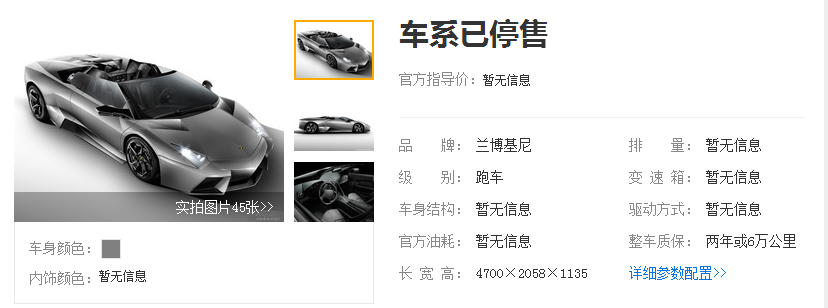 车系已停售
官方指导价：暂无信息
品 牌：兰博基尼 排 量：暂无信息
级 别：跑车 变 速 箱：暂无信息
车身结构：暂无信息 驱动方式：暂无信息
官方油耗：暂无信息 整车质保：两年或6万公里
长 宽 高：4700×2058×1135 详细参数配置>>
实拍图片45张>>
车身颜色：
内饰颜色：暂无信息